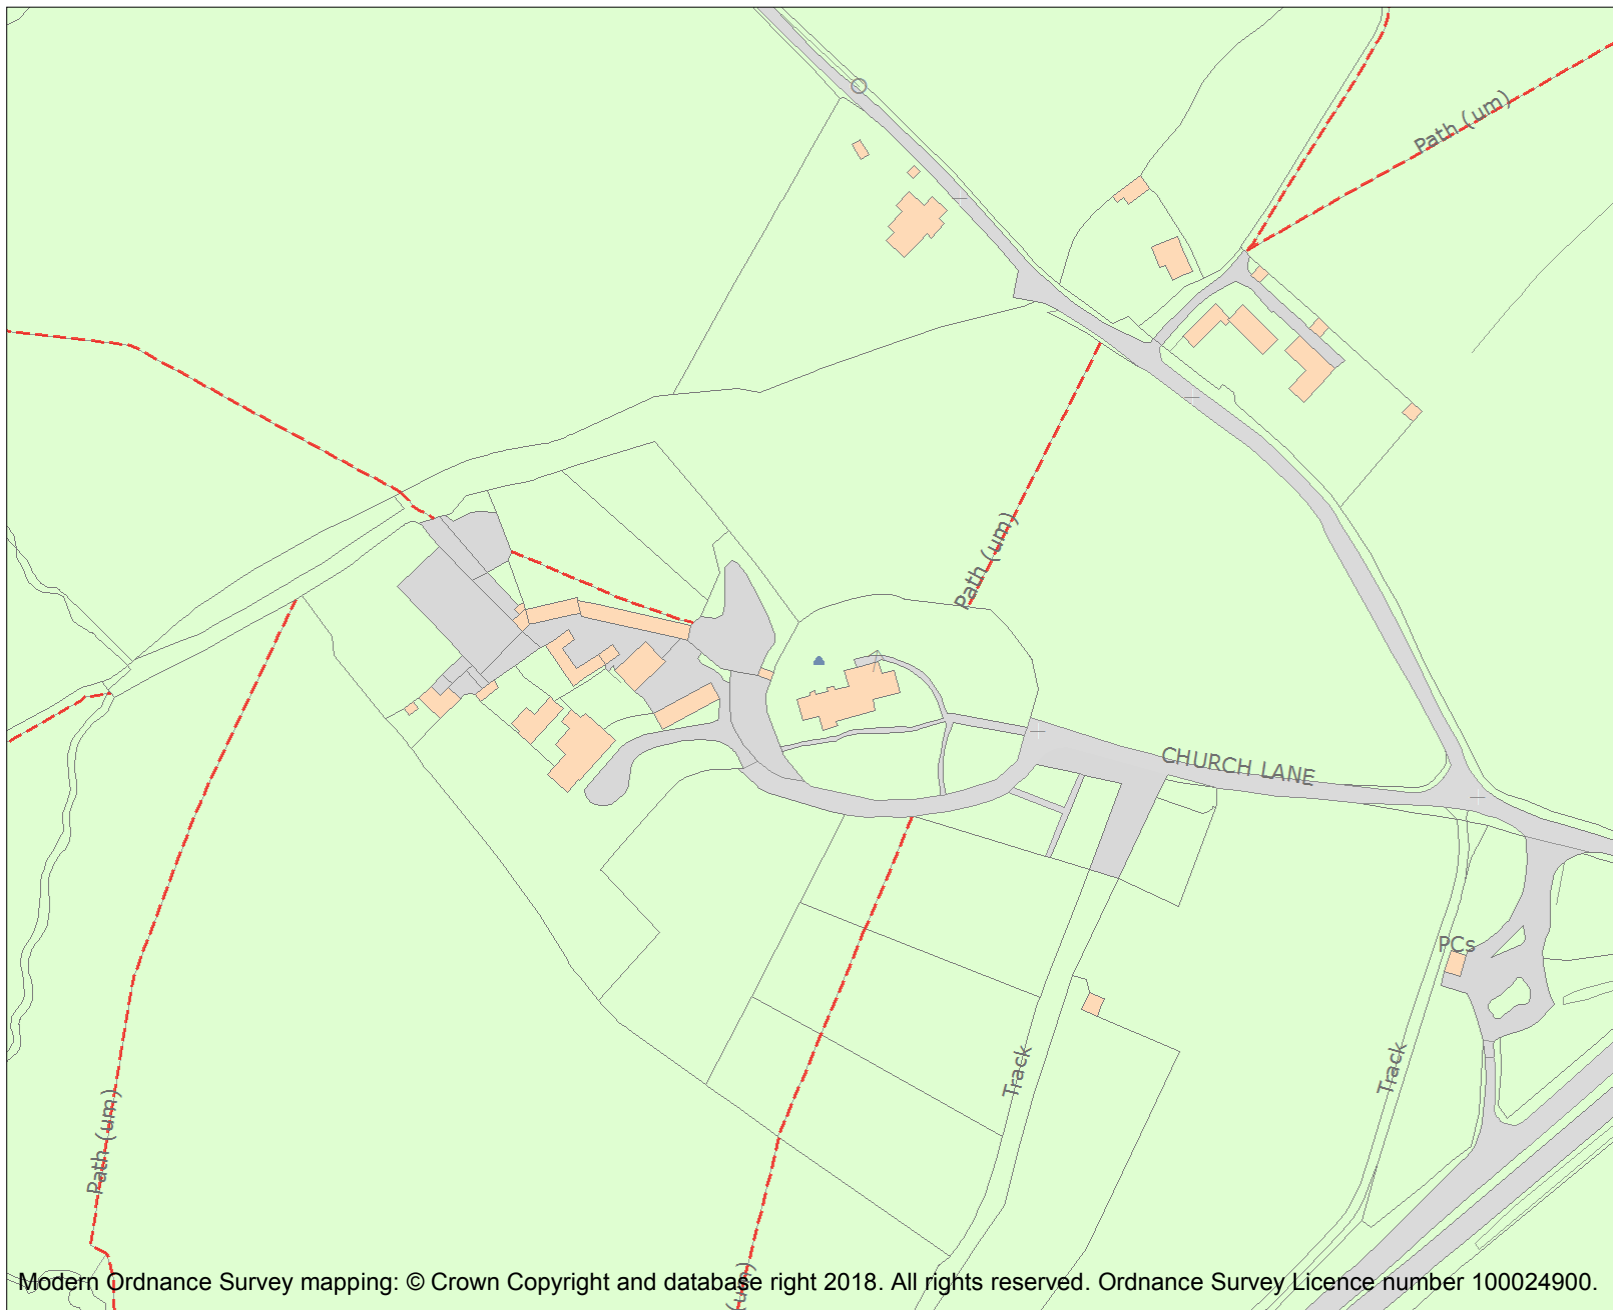 Path (um)
Path (um)
CHURCH LANE
PCs
Track
Track
Path (um)
(um)
Modern Ordnance Survey mapping: © Crown Copyright and database right 2018. All rights reserved. Ordnance Survey Licence number 100024900.